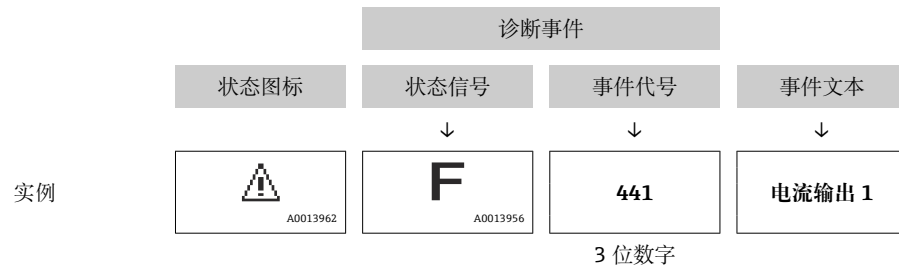 诊断事件
状态图标 状态信号 事件代号 事件文本
↓ ↓ ↓
实例 F 441 电流输出 1
A0013962 A0013956
3 位数字